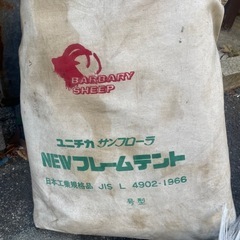 BARBARY
SHEEP
ユニチカ サンフローラ
NEWフレームテント
日本工業規格品 JIS L 4902-1966
号型